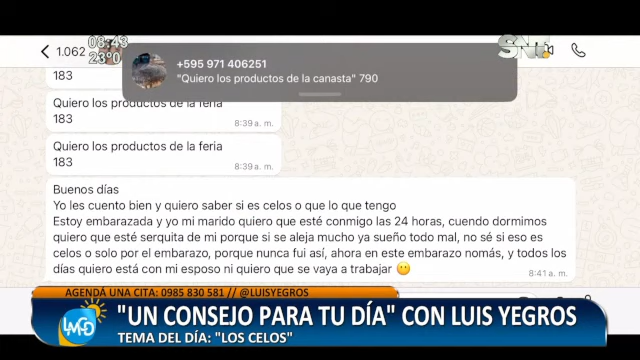 1.062
08:43
23°0
SNT
+595 971 406251
"Quiero los productos de la canasta" 790
183
Quiero los productos de la feria
183
8:39 a. m.
Quiero los productos de la feria
183
8:39 a. m.
Buenos días
Yo les cuento bien y quiero saber si es celos o que lo que tengo
Estoy embarazada y yo mi marido quiero que esté conmigo las 24 horas, cuendo dormimos
quiero que esté serquita de mi porque si se aleja mucho ya sueño todo mal, no sé si eso es
celos o solo por el embarazo, porque nunca fui así, ahora en este embarazo nomás, y todos los
días quiero está con mi esposo ni quiero que se vaya a trabajar 😶
8:41 a. m.
AGENDÁ UNA CITA: 0985 830 581 // @LUISYEGROS
LMCD
"UN CONSEJO PARA TU DÍA" CON LUIS YEGROS
TEMA DEL DÍA: "LOS CELOS"